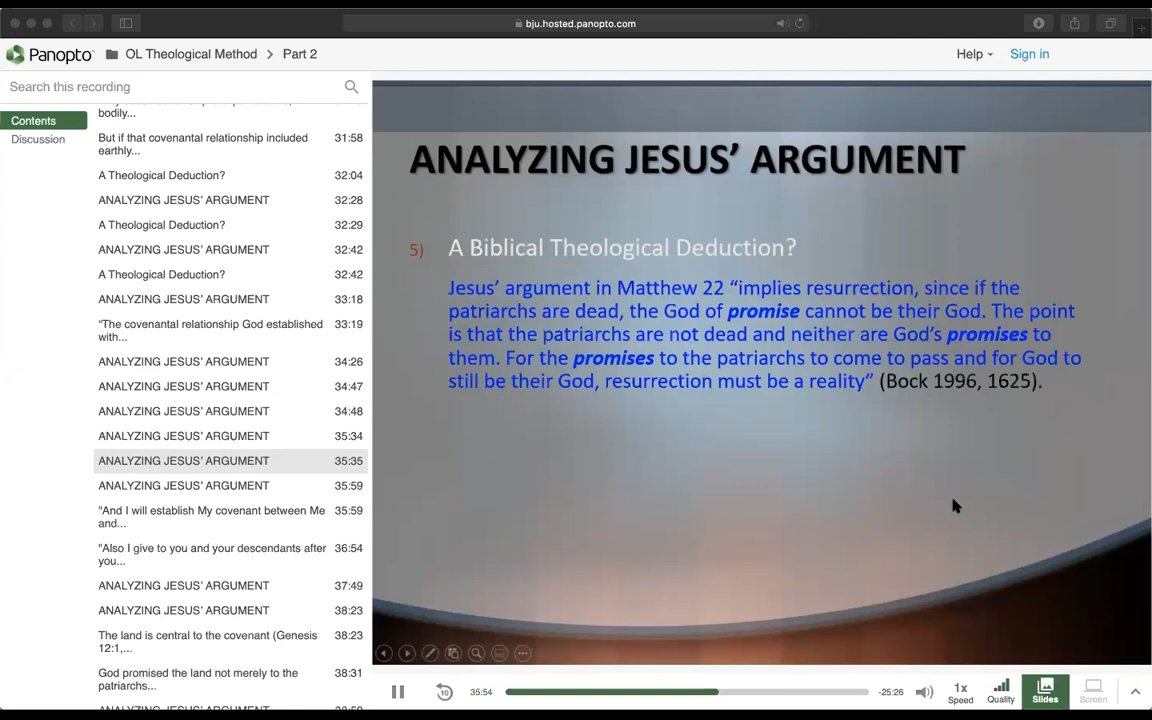 bju.hosted.panopto.com
Panopto
OL Theological Method > Part 2
Help
Sign in
Search this recording
Contents
Discussion
bodily...
But if that covenantal relationship included 31:58
earthly...
A Theological Deduction? 32:04
ANALYZING JESUS' ARGUMENT 32:28
A Theological Deduction? 32:29
ANALYZING JESUS' ARGUMENT 32:42
A Theological Deduction? 32:42
ANALYZING JESUS' ARGUMENT 33:18
"The covenantal relationship God established 33:19
with...
ANALYZING JESUS' ARGUMENT 34:26
ANALYZING JESUS' ARGUMENT 34:47
ANALYZING JESUS' ARGUMENT 34:48
ANALYZING JESUS' ARGUMENT 35:34
ANALYZING JESUS' ARGUMENT 35:35
ANALYZING JESUS' ARGUMENT 35:59
"And I will establish My covenant between Me 35:59
and...
"Also I give to you and your descendants after 36:54
you...
ANALYZING JESUS' ARGUMENT 37:49
ANALYZING JESUS' ARGUMENT 38:23
The land is central to the covenant (Genesis 38:23
12:1,...
God promised the land not merely to the 38:31
patriarchs...
ANALYZING JESUS' ARGUMENT
ANALYZING JESUS' ARGUMENT
5) A Biblical Theological Deduction?
Jesus' argument in Matthew 22 "implies resurrection, since if the
patriarchs are dead, the God of promise cannot be their God. The point
is that the patriarchs are not dead and neither are God's promises to
them. For the promises to the patriarchs to come to pass and for God to
still be their God, resurrection must be a reality" (Bock 1996, 1625).
10
35:54
-25:26
1x
Speed
Quality
Slides
Screen